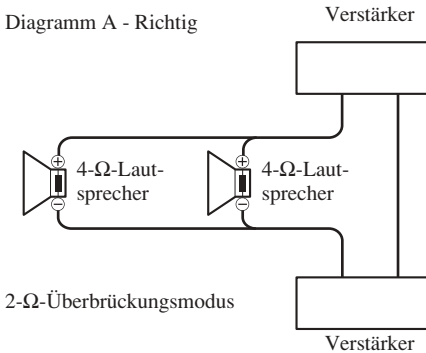 Diagramm A - Richtig
Verstärker
4-Ω-Laut-
sprecher
4-Ω-Laut-
sprecher
2-Ω-Überbrückungsmodus
Verstärker